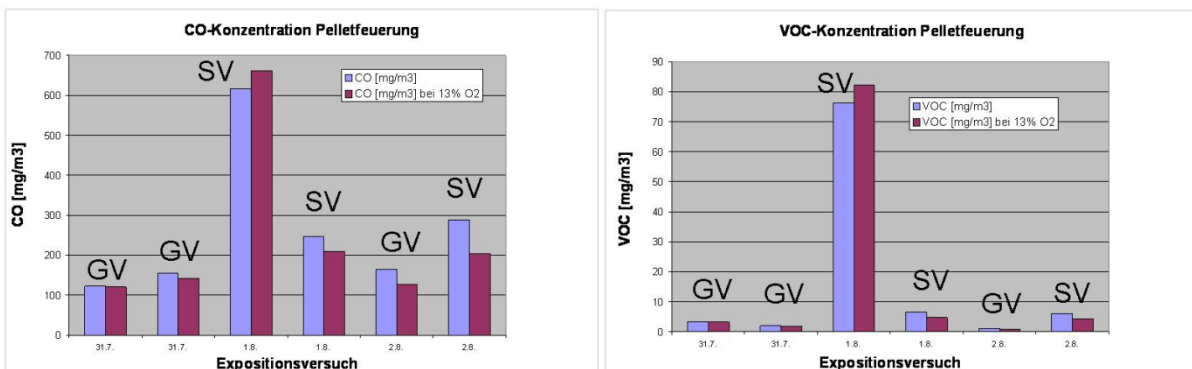 CO-Konzentration Pelletfeuerung
700
600
500
400
300
200
100
0
CO [mg/m3]
SV
CO [mg/m3]
CO [mg/m3] bei 13% O2
GV
GV
SV
GV
SV
31.7.
31.7.
1.8.
1.8.
2.8.
2.8.
Expositionsversuch
VOC-Konzentration Pelletfeuerung
90
80
70
60
50
40
30
20
10
0
VOC [mg/m3]
SV
VOC [mg/m3]
VOC [mg/m3] bei 13% O2
GV
GV
SV
GV
SV
31.7.
31.7.
1.8.
1.8.
2.8.
2.8.
Expositionsversuch